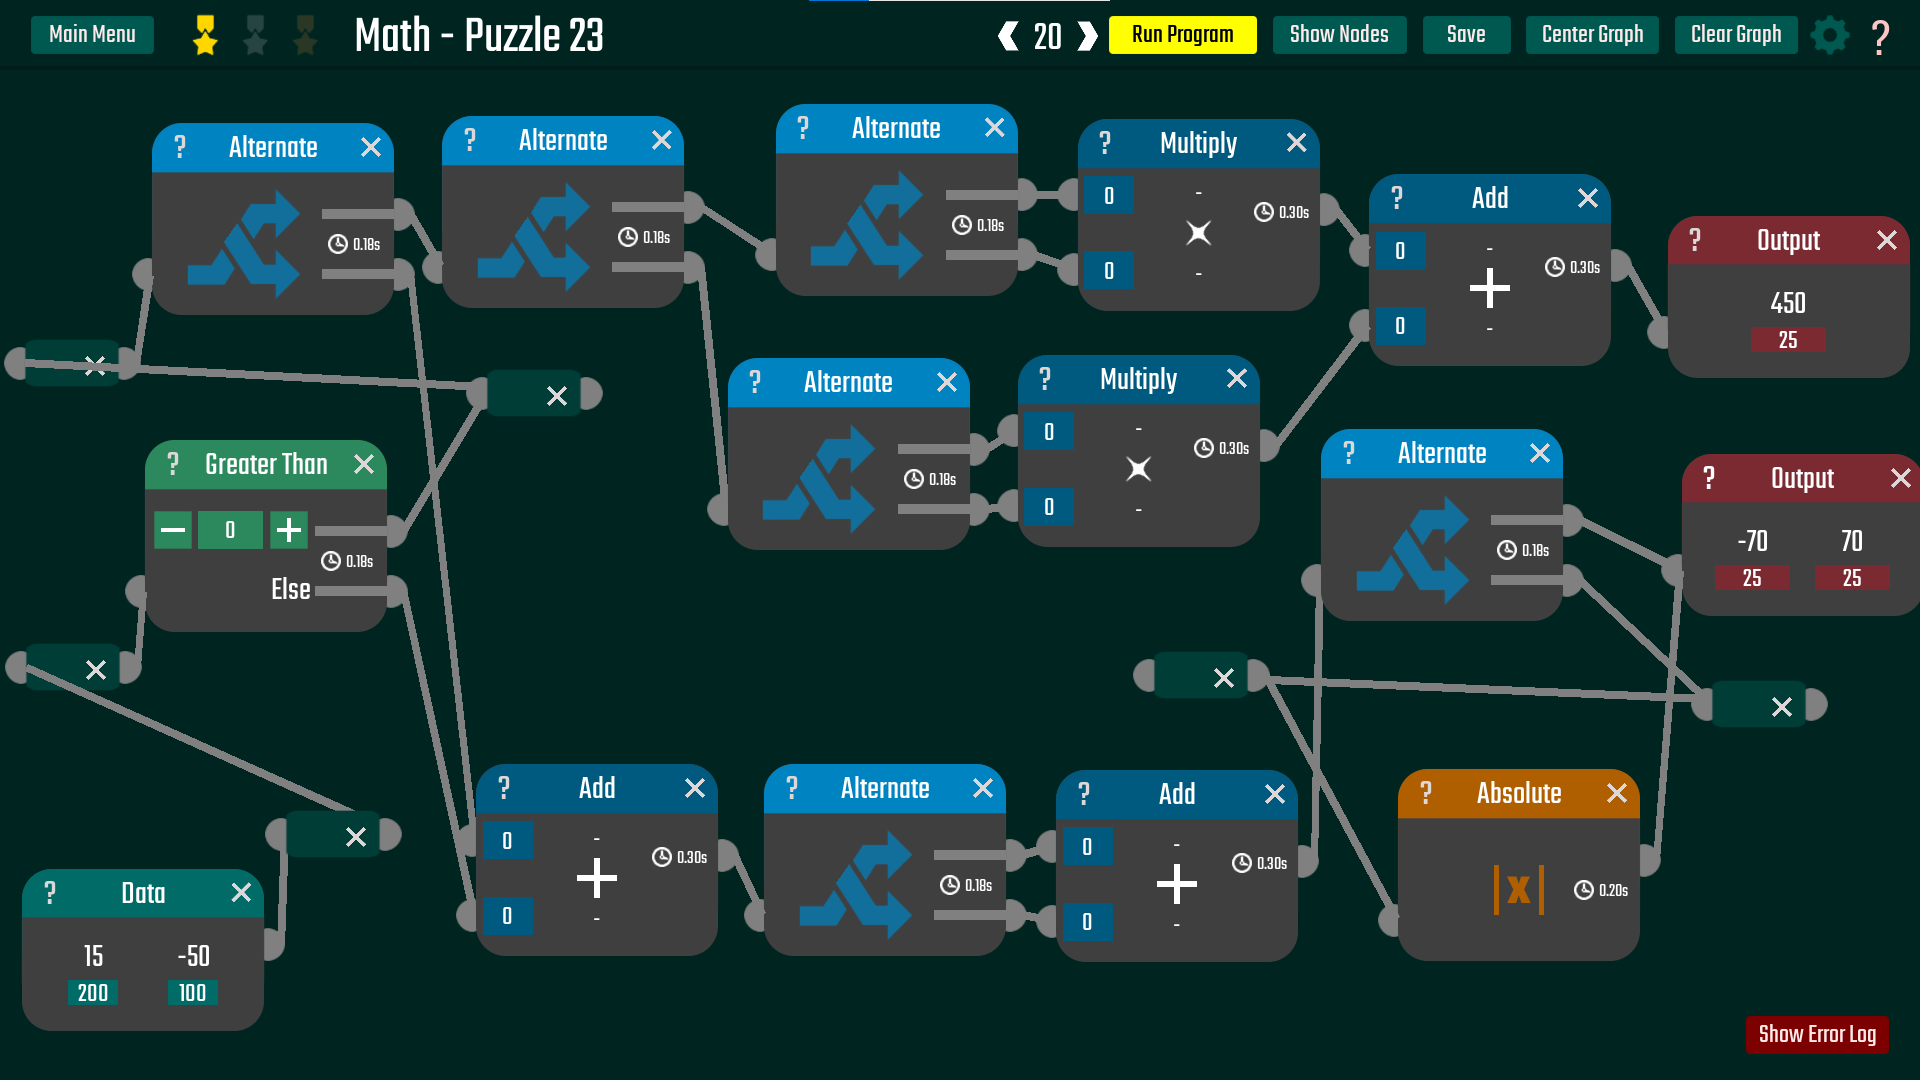 Main Menu
Math - Puzzle 23
20
Run Program
Show Nodes
Save
Center Graph
Clear Graph
?
? Alternate
0.18s
? Alternate
0.18s
? Alternate
0.18s
? Multiply
0
-
0.30s
0
-
? Add
0
-
0.30s
0
-
? Output
450
25
? Greater Than
0
0.18s
Else
? Alternate
0.18s
? Multiply
0
-
0.30s
0
-
? Alternate
0.18s
? Output
-70 70
25 25
? Data
15 -50
200 100
? Add
0
-
0.30s
0
-
? Alternate
0.18s
? Add
0
-
0.30s
0
-
? Absolute
|x|
0.20s
Show Error Log